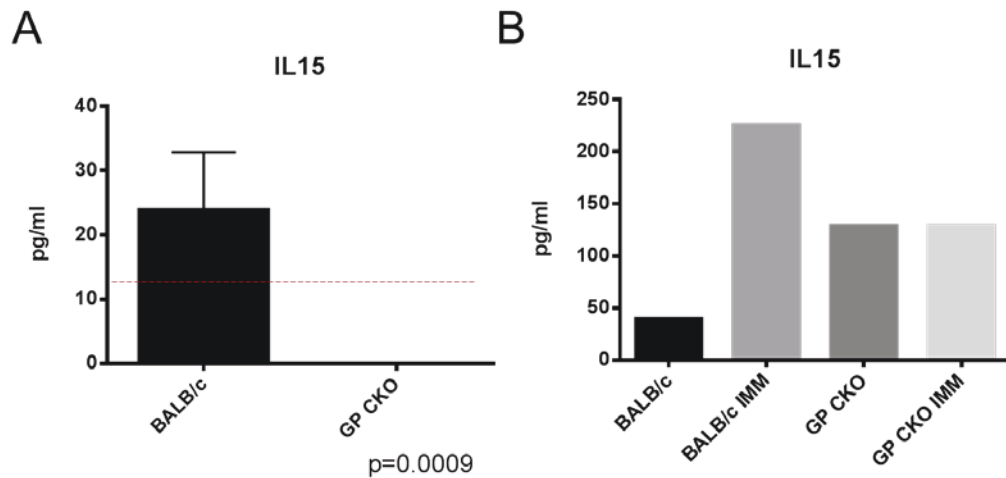 A
IL15
40
30
20
10
0
pg/ml
BALB/c
GP CKO
p=0.0009
B
IL15
250
200
150
100
50
0
pg/ml
BALB/c
BALB/c IMM
GP CKO
GP CKO IMM